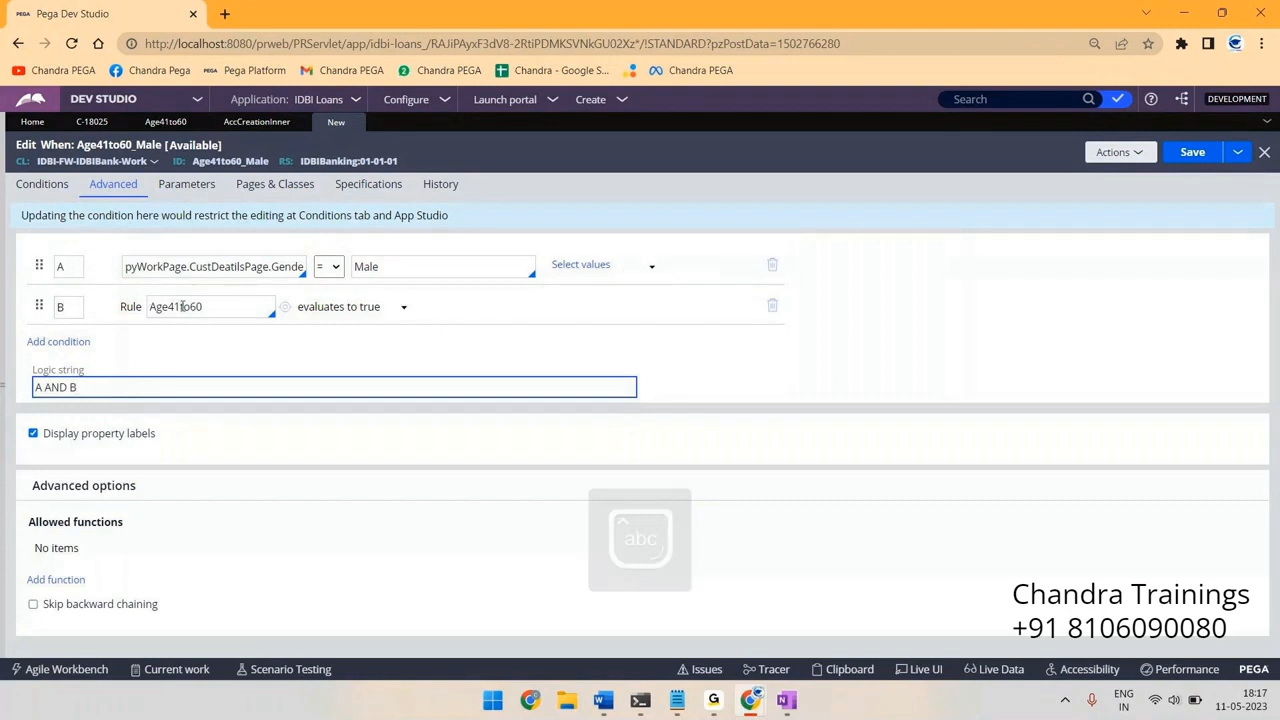 PEGA Pega Dev Studio
http://localhost:8080/prweb/PRServlet/app/idbi-loans_/RAJiPAyxF3dV8-2RtiPDMKSVNkGU02Xz*/!STANDARD?pzPostData=1502766280
Chandra PEGA Chandra Pega PEGA Pega Platform Chandra PEGA Chandra PEGA Chandra - Google S... Chandra PEGA
DEV STUDIO Application: IDBI Loans Configure Launch portal Create Search DEVELOPMENT
Home C-18025 Age41to60 AccCreationInner New
Edit When: Age41to60_Male [Available]
CL: IDBI-FW-IDBIBank-Work ID: Age41to60_Male RS: IDBIBanking:01-01-01
Actions Save
Conditions Advanced Parameters Pages & Classes Specifications History
Updating the condition here would restrict the editing at Conditions tab and App Studio
A pyWorkPage.CustDeatilsPage.Gende = Male Select values
B Rule Age41to60 evaluates to true
Add condition
Logic string
A AND B
Display property labels
Advanced options
Allowed functions
No items
abc
Add function
Skip backward chaining
Chandra Trainings
+91 8106090080
Agile Workbench Current work Scenario Testing Issues Tracer Clipboard Live UI Live Data Accessibility Performance PEGA
ENG
IN
18:17
11-05-2023